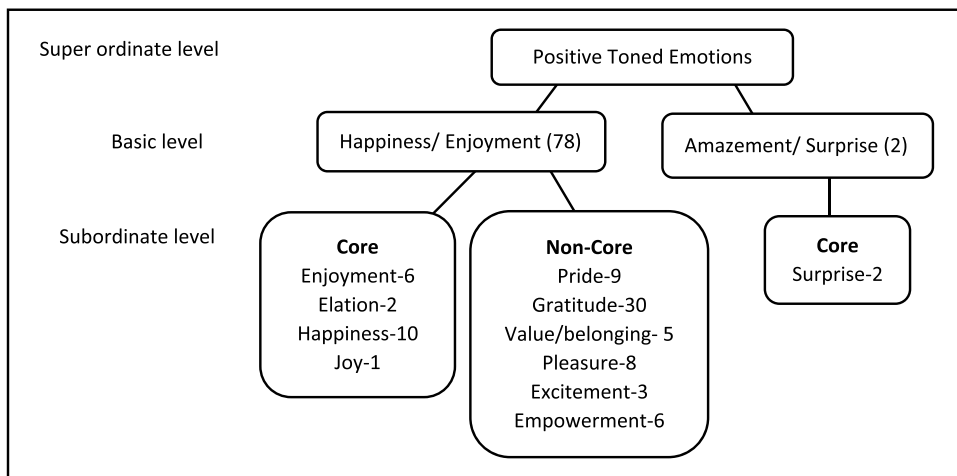 Super ordinate level
Positive Toned Emotions
Basic level
Happiness/ Enjoyment (78)
Amazement/ Surprise (2)
Subordinate level
Core
Enjoyment-6
Elation-2
Happiness-10
Joy-1
Non-Core
Pride-9
Gratitude-30
Value/belonging- 5
Pleasure-8
Excitement-3
Empowerment-6
Core
Surprise-2